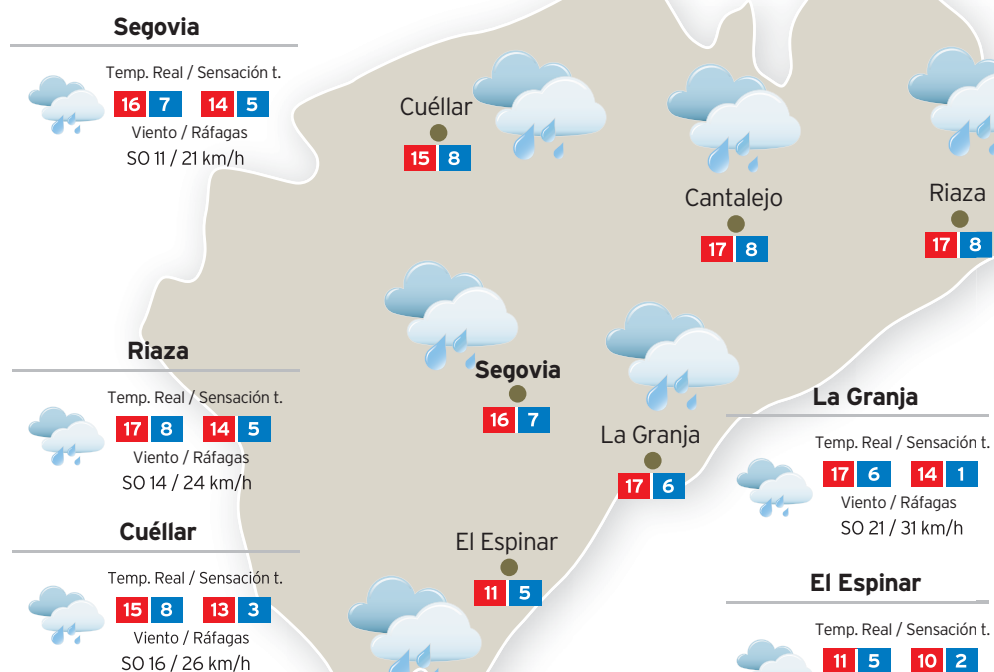 Segovia
Temp. Real / Sensación t.
16 7 14 5
Viento / Ráfagas
SO 11 / 21 km/h
Cuéllar
15 8
Cantalejo
17 8
Riaza
17 8
Segovia
16 7
La Granja
17 6
El Espinar
11 5
Riaza
Temp. Real / Sensación t.
17 8 14 5
Viento / Ráfagas
SO 14 / 24 km/h
Cuéllar
Temp. Real / Sensación t.
15 8 13 3
Viento / Ráfagas
SO 16 / 26 km/h
La Granja
Temp. Real / Sensación t.
17 6 14 1
Viento / Ráfagas
SO 21 / 31 km/h
El Espinar
Temp. Real / Sensación t.
11 5 10 2